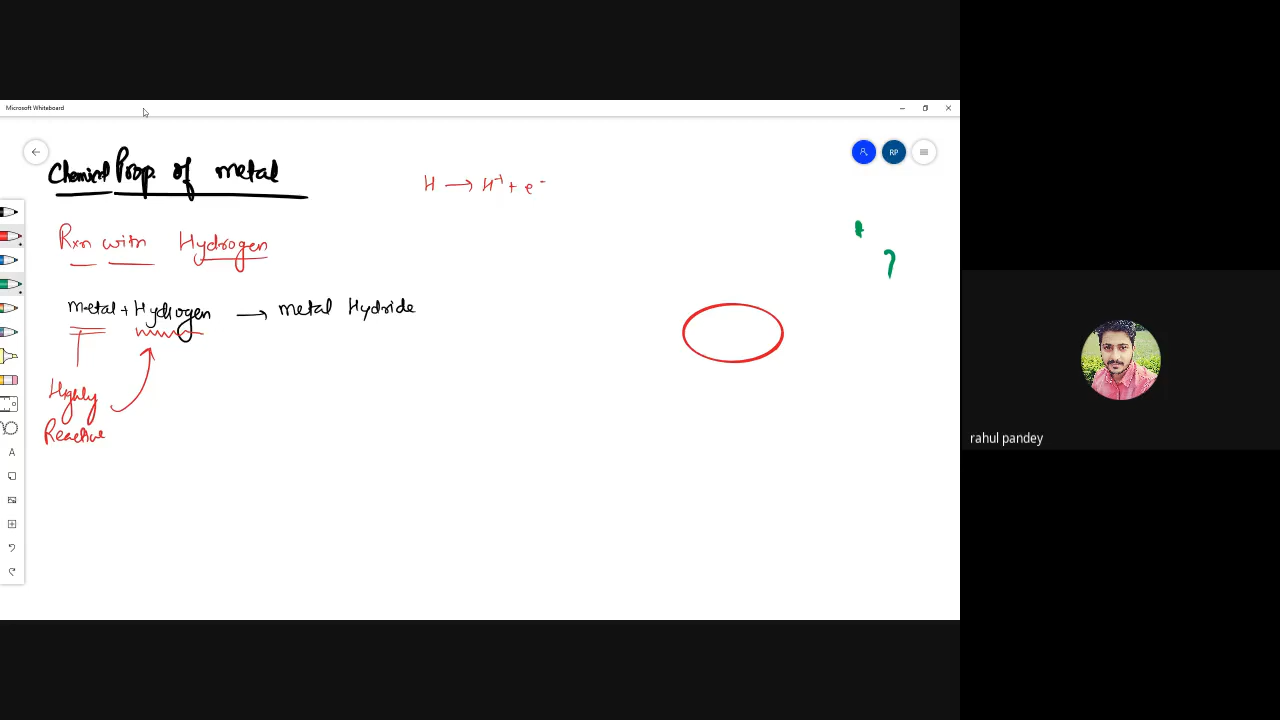 Microsoft Whiteboard
RP
Chemical Prop. of metal
H → H+ + e-
Rxn with Hydrogen
metal + Hydrogen → metal Hydride
Highly
Reactive
?
A
rahul pandey